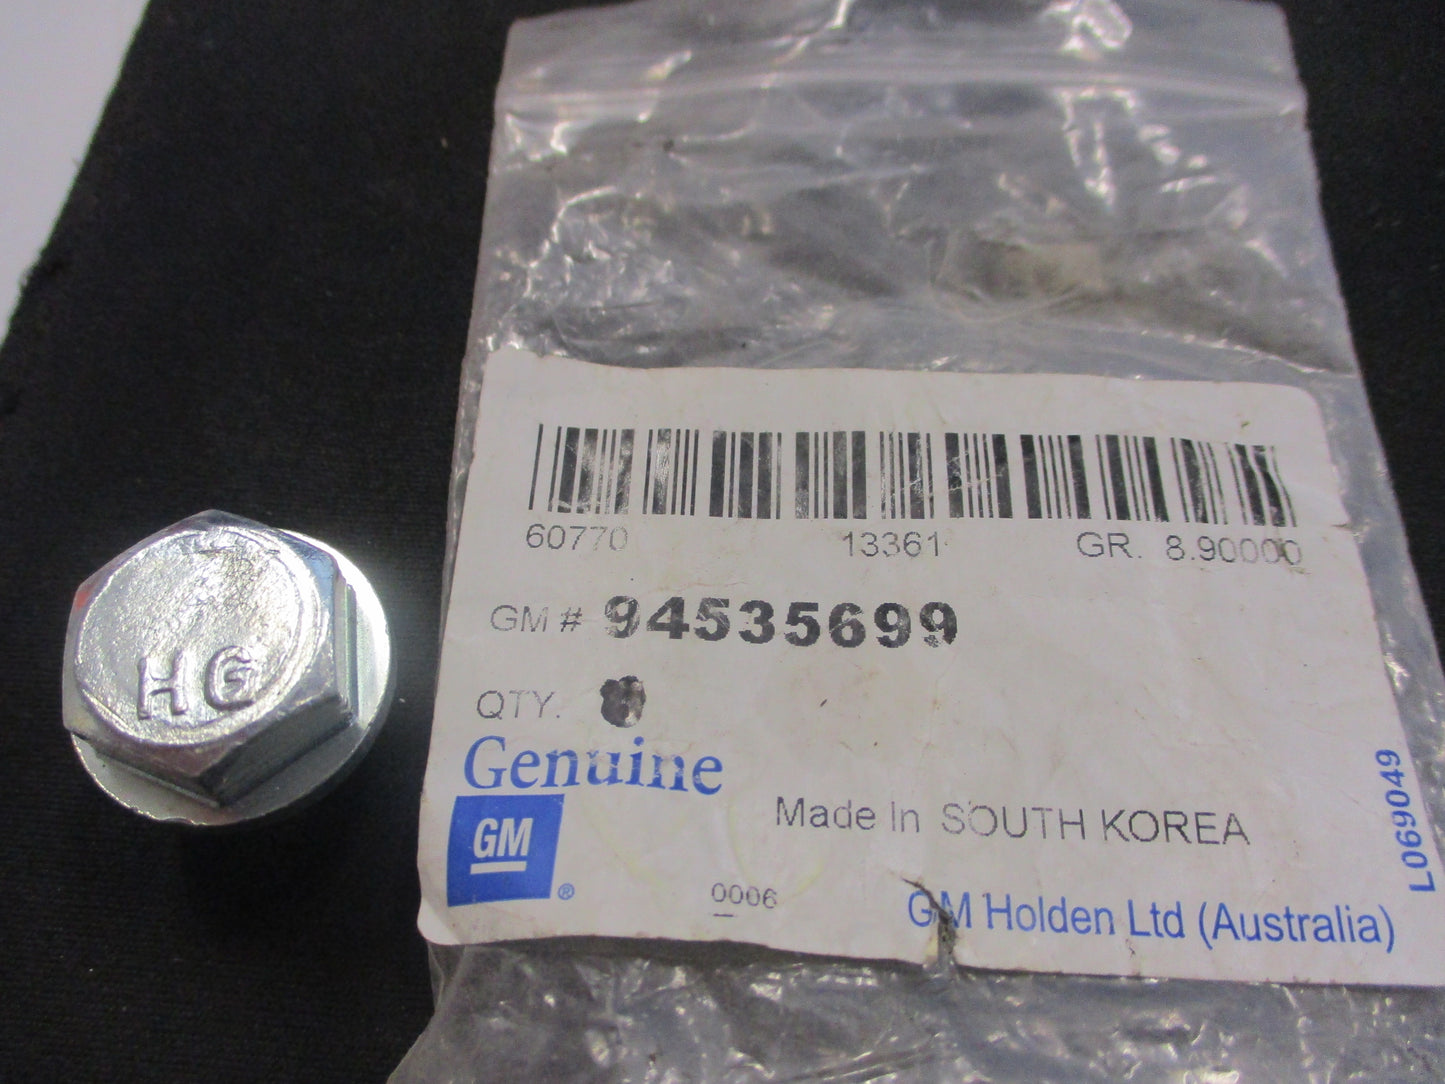 HG
60770 13361 GR. 8.90000
GM # 94535699
QTY.
Genuine
GM ®
Made In SOUTH KOREA
0006
GM Holden Ltd (Australia)
L069049